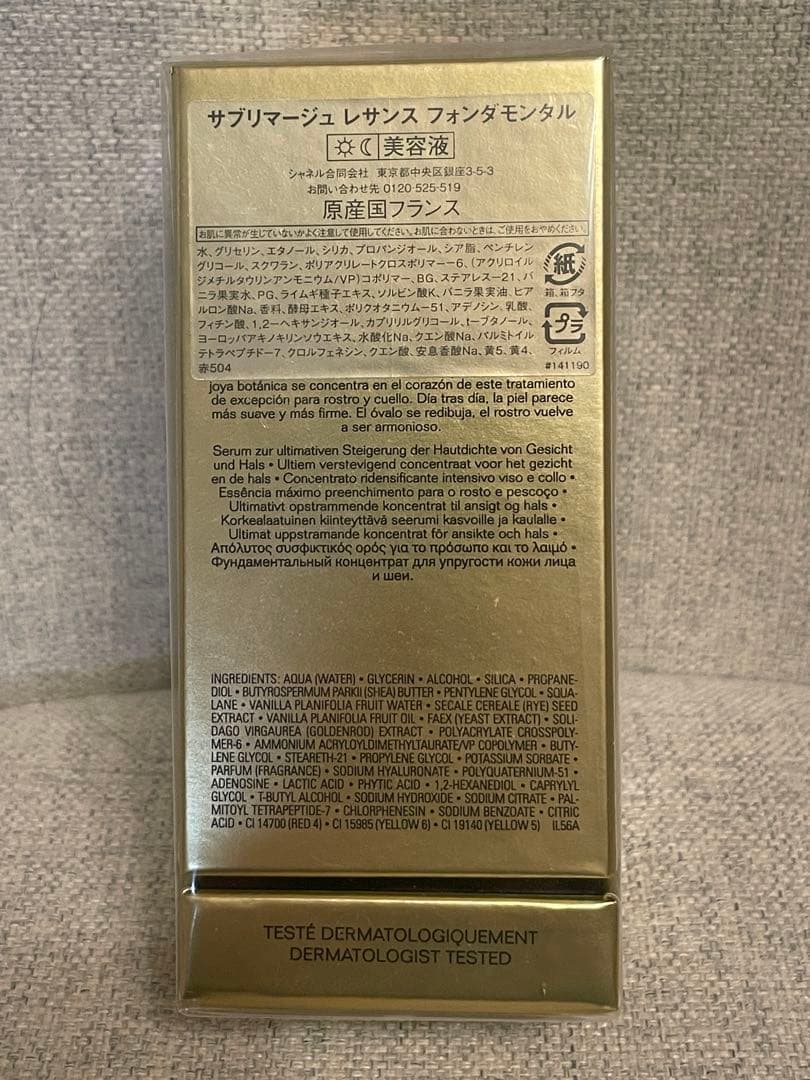 サブリマージュ レサンス フォンダモンタル
美容液
シャネル合同会社 東京都中央区銀座3-5-3
お問い合わせ先 0120-525-519
原産国フランス
お肌に異常が生じていないかよく注意して使用してください。お肌に合わないときは、ご使用をおやめください。
水、グリセリン、エタノール、シリカ、プロパンジオール、シア脂、ペンチレン
グリコール、スクワラン、ポリアクリレートクロスポリマー6、(アクリロイル
ジメチルタウリンアンモニウム/VP)コポリマー、BG、ステアレス-21、バ
ニラ果実水、PG、ライムギ種子エキス、ソルビン酸K、バニラ果実油、ヒア
ルロン酸Na、香料、酵母エキス、ポリクオタニウム-51、アデノシン、乳酸、
フィチン酸、1,2-ヘキサンジオール、カプリリルグリコール、t-ブタノール、
ヨーロッパアキノキリンソウエキス、水酸化Na、クエン酸Na、パルミトイル
テトラペプチド-7、クロルフェネシン、クエン酸、安息香酸Na、黄5、黄4、
赤504
紙
箱、箱フタ
プラ
フィルム
#141190
joya botánica se concentra en el corazón de este tratamiento
de excepción para rostro y cuello. Día tras día, la piel parece
más suave y más firme. El óvalo se redibuja, el rostro vuelve
a ser armonioso.
Serum zur ultimativen Steigerung der Hautdichte von Gesicht
und Hals • Ultiem verstevigend concentraat voor het gezicht
en de hals • Concentrato ridensificante intensivo viso e collo •
Essência máximo preenchimento para o rosto e pescoço •
Ultimativt opstrammende koncentrat til ansigt og hals •
Korkealaatuinen kiinteyttävä seerumi kasvoille ja kaulalle •
Ultimat uppstramande koncentrat för ansikte och hals •
Απόλυτος συσφικτικός ορός για το πρόσωπο και το λαιμό •
Фундаментальный концентрат для упругости кожи лица
и шеи.
INGREDIENTS: AQUA (WATER) • GLYCERIN • ALCOHOL • SILICA • PROPANE-
DIOL • BUTYROSPERMUM PARKII (SHEA) BUTTER • PENTYLENE GLYCOL • SQUA-
LANE • VANILLA PLANIFOLIA FRUIT WATER • SECALE CEREALE (RYE) SEED
EXTRACT • VANILLA PLANIFOLIA FRUIT OIL • FAEX (YEAST EXTRACT) • SOLI-
DAGO VIRGAUREA (GOLDENROD) EXTRACT • POLYACRYLATE CROSSPOLY-
MER-6 • AMMONIUM ACRYLOYLDIMETHYLTAURATE/VP COPOLYMER • BUTY-
LENE GLYCOL • STEARETH-21 • PROPYLENE GLYCOL • POTASSIUM SORBATE •
PARFUM (FRAGRANCE) • SODIUM HYALURONATE • POLYQUATERNIUM-51 •
ADENOSINE • LACTIC ACID • PHYTIC ACID • 1,2-HEXANEDIOL • CAPRYLYL
GLYCOL • T-BUTYL ALCOHOL • SODIUM HYDROXIDE • SODIUM CITRATE • PAL-
MITOYL TETRAPEPTIDE-7 • CHLORPHENESIN • SODIUM BENZOATE • CITRIC
ACID • CI 14700 (RED 4) • CI 15985 (YELLOW 6) • CI 19140 (YELLOW 5) IL56A
TESTÉ DERMATOLOGIQUEMENT
DERMATOLOGIST TESTED